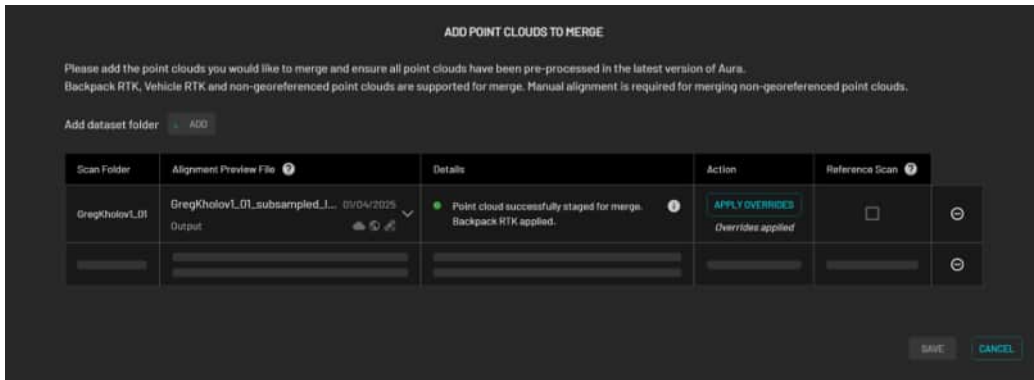 ADD POINT CLOUDS TO MERGE
Please add the point clouds you would like to merge and ensure all point clouds have been pre-processed in the latest version of Aura.
Backpack RTK, Vehicle RTK and non-georeferenced point clouds are supported for merge. Manual alignment is required for merging non-georeferenced point clouds.
Add dataset folder ADD
Scan Folder Alignment Preview File ? Details Action Reference Scan ?
GregKholov1_01 GregKholov1_01_subsampled_l... 01/04/2025 Point cloud successfully staged for merge. APPLY OVERRIDES
Output Backpack RTK applied. Overrides applied
SAVE CANCEL